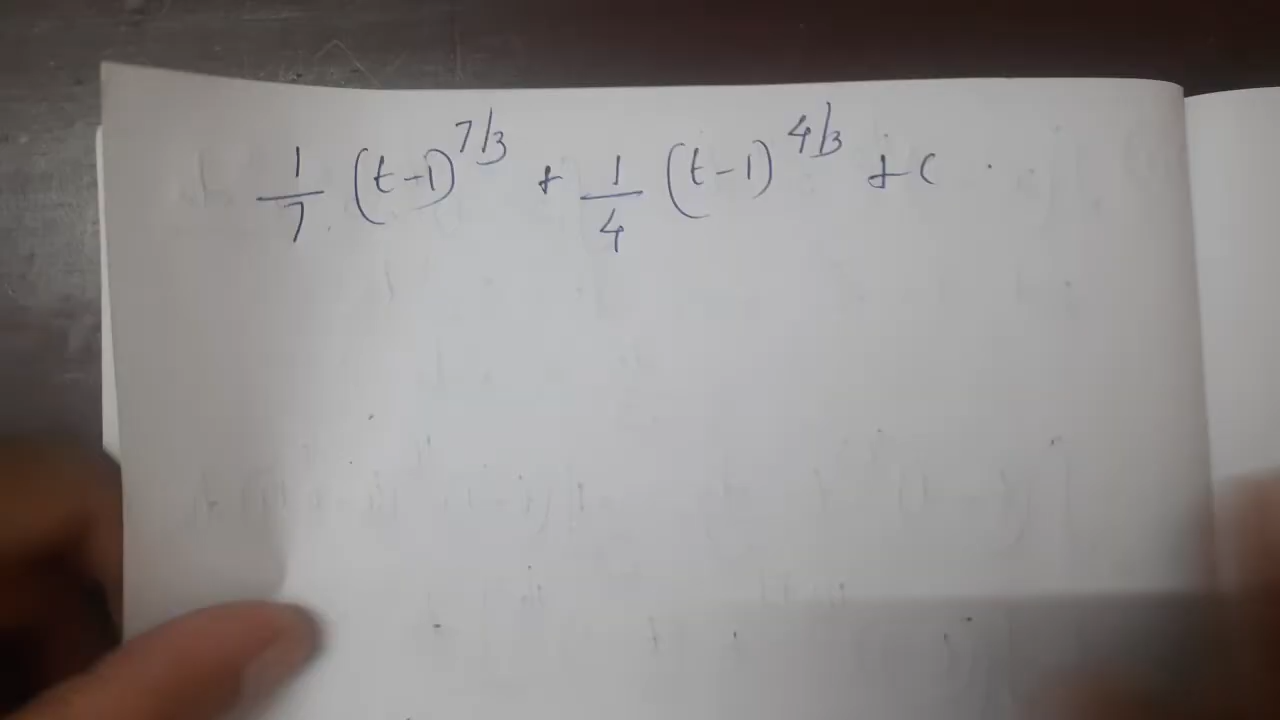 1/7 (t-1)^7/3 + 1/4 (t-1)^4/3 + C